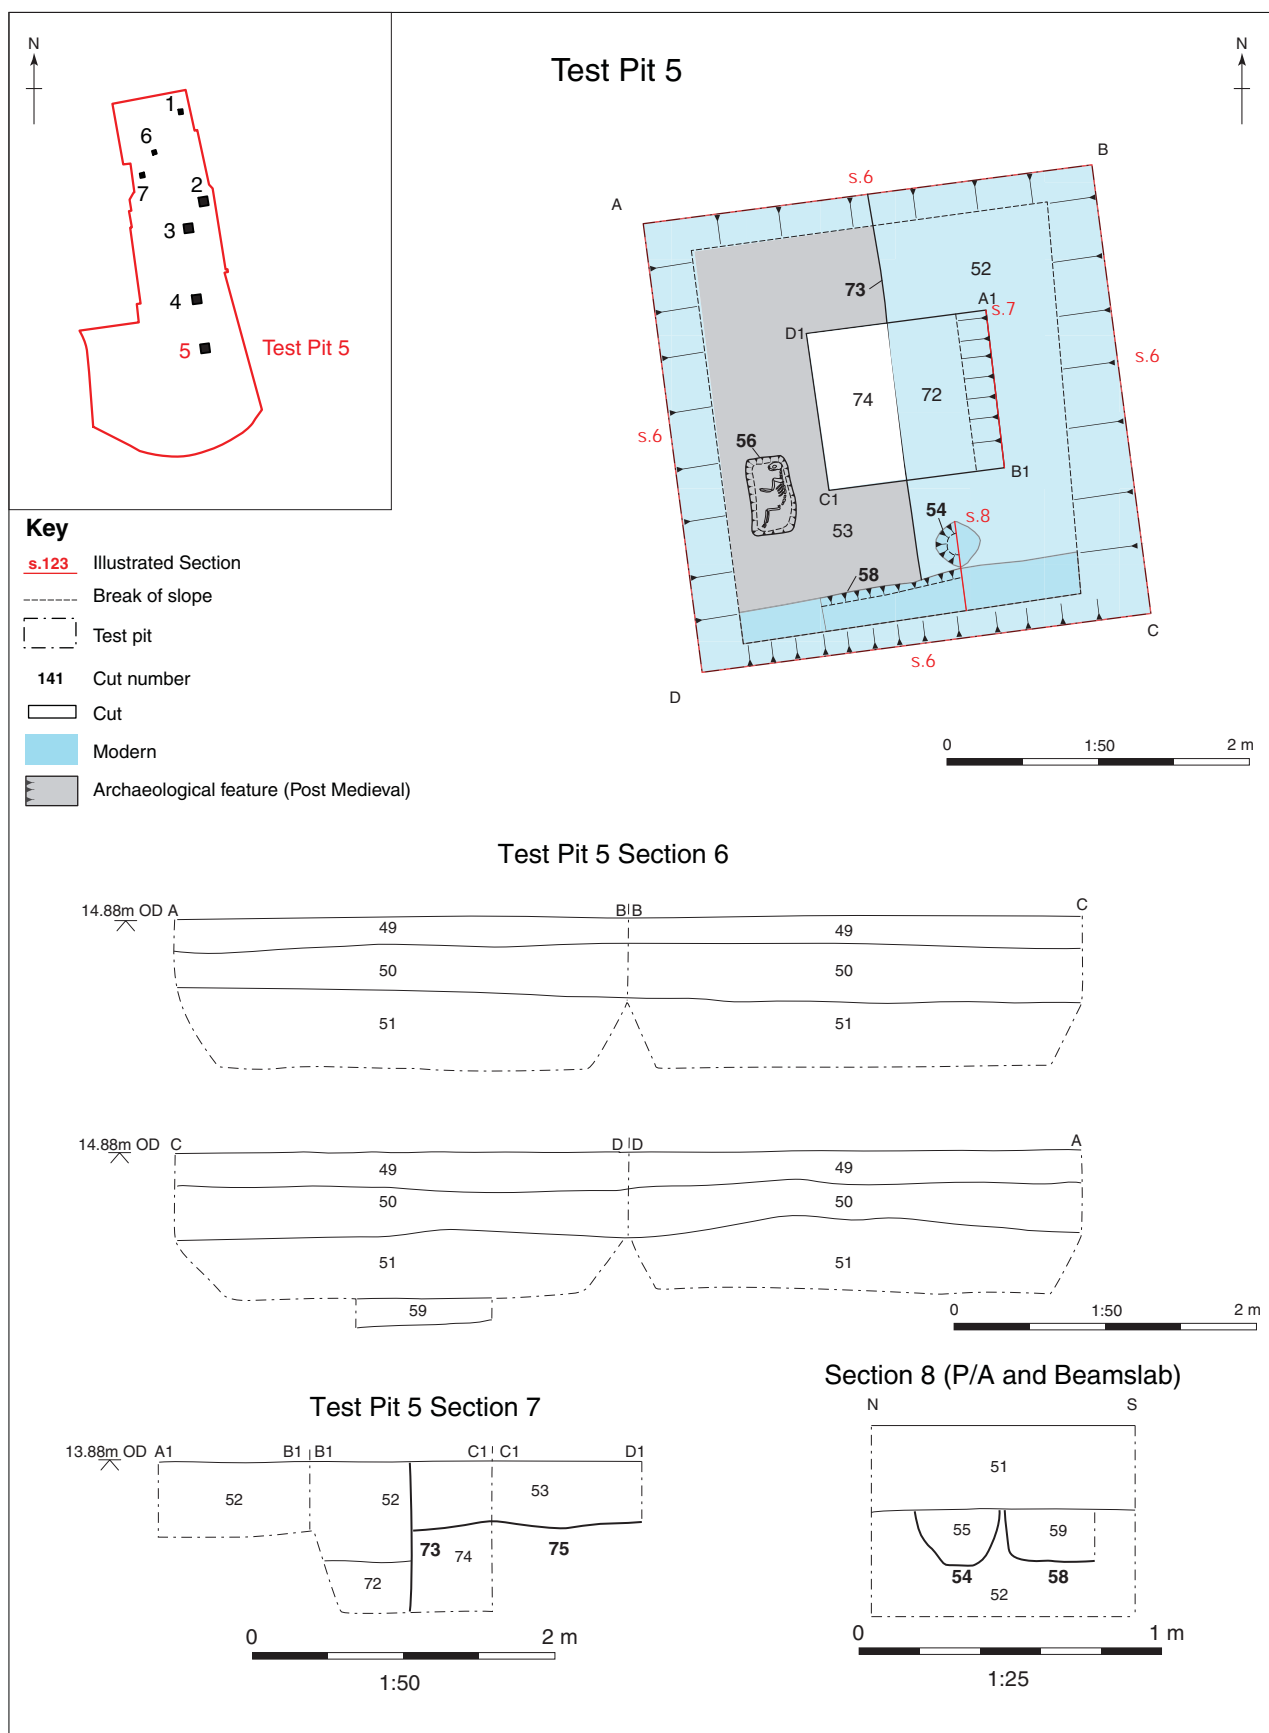 N
1
6
7
2
3
4
5
Test Pit 5
Test Pit 5
N
A
B
s.6
52
73
A1
s.7
D1
s.6
74
72
s.6
56
B1
C1
54
s.8
53
58
C
s.6
D
0 1:50 2 m
Key
s.123 Illustrated Section
Break of slope
Test pit
141 Cut number
Cut
Modern
Archaeological feature (Post Medieval)
Test Pit 5 Section 6
14.88m OD A B B C
49 49
50 50
51 51
14.88m OD C D D A
49 49
50 50
51 51
59
0 1:50 2 m
Test Pit 5 Section 7
13.88m OD A1 B1 B1 C1 C1 D1
52 52 53
73 74 75
72
0 2 m
1:50
Section 8 (P/A and Beamslab)
N S
51
55 59
54 58
52
0 1 m
1:25